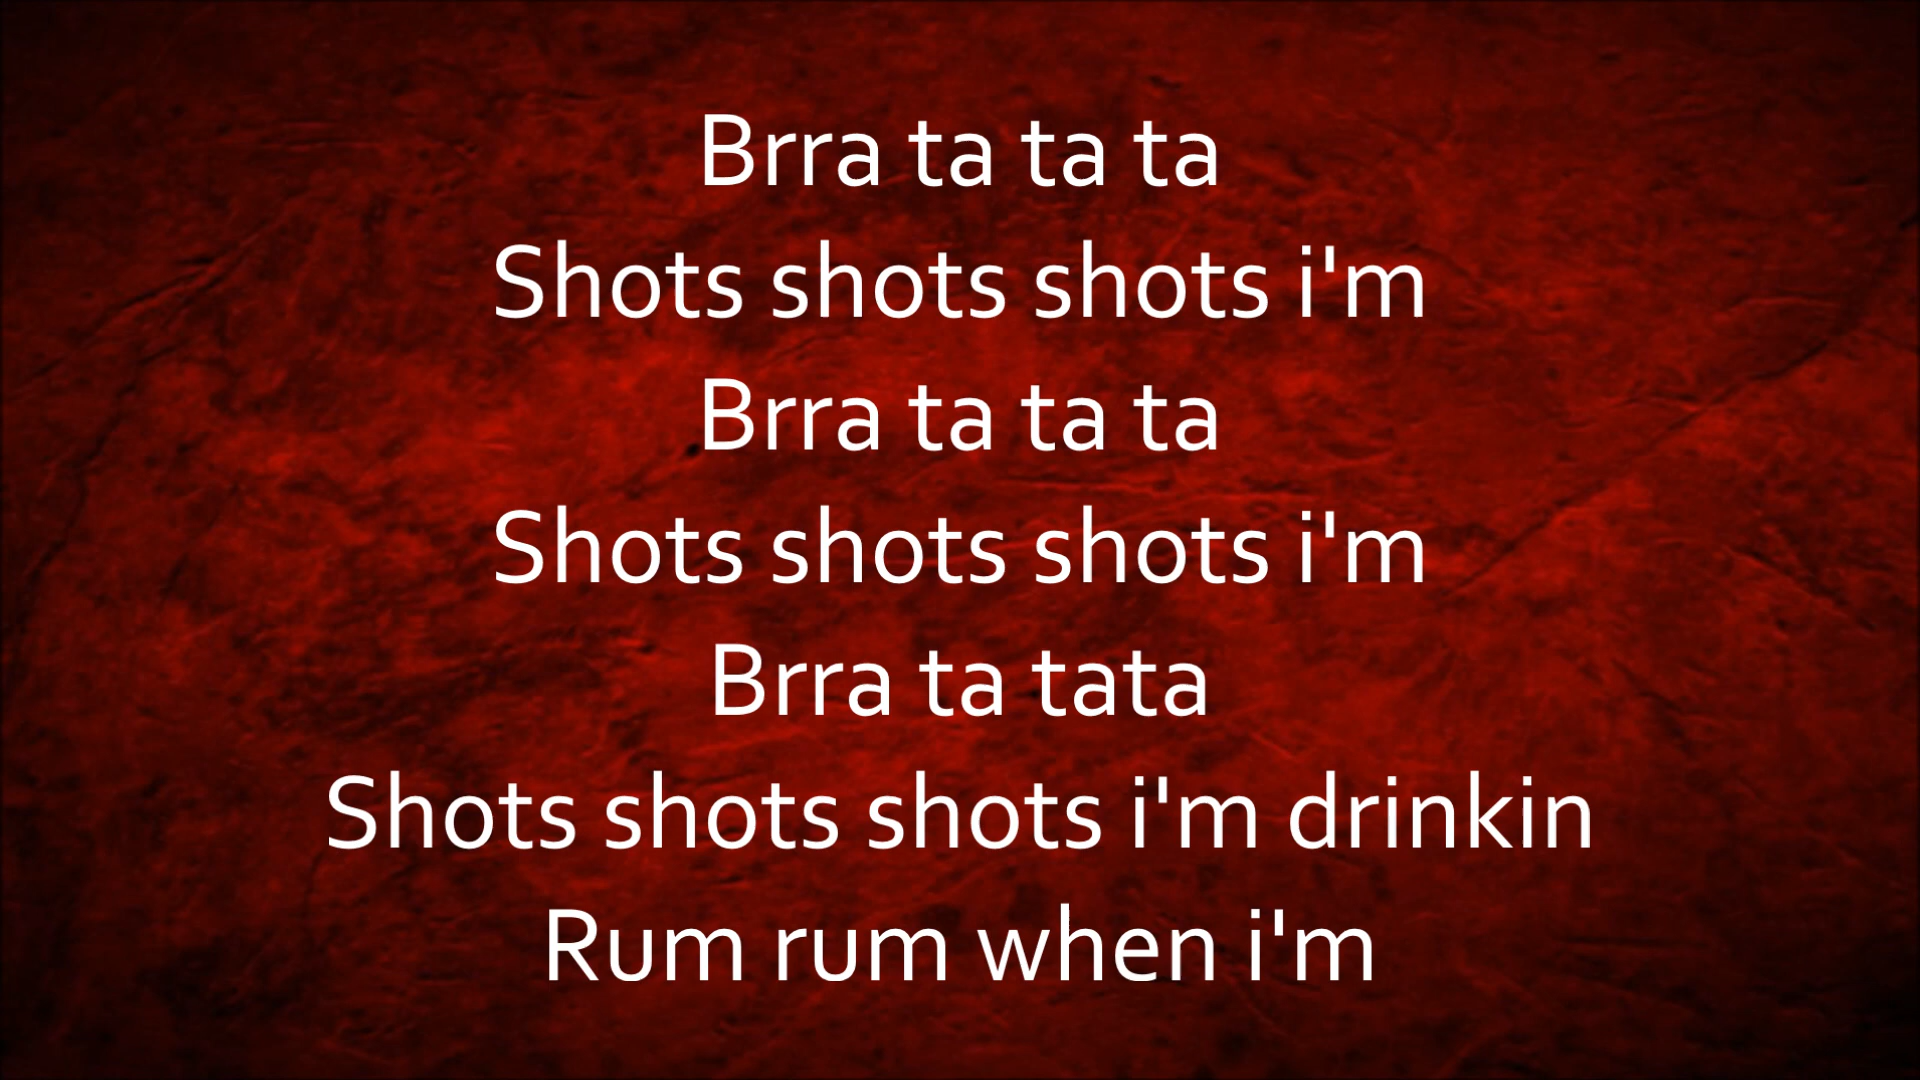 Brra ta ta ta
Shots shots shots i'm
Brra ta ta ta
Shots shots shots i'm
Brra ta tata
Shots shots shots i'm drinkin
Rum rum when i'm